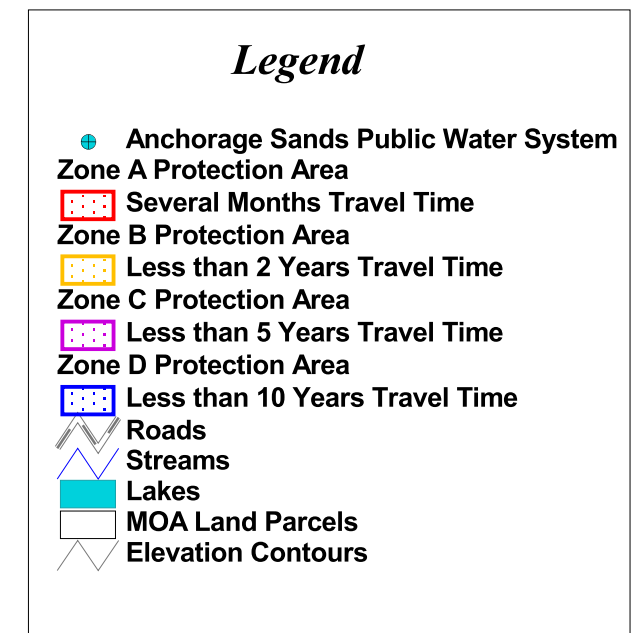 Legend
Anchorage Sands Public Water System
Zone A Protection Area
Several Months Travel Time
Zone B Protection Area
Less than 2 Years Travel Time
Zone C Protection Area
Less than 5 Years Travel Time
Zone D Protection Area
Less than 10 Years Travel Time
Roads
Streams
Lakes
MOA Land Parcels
Elevation Contours